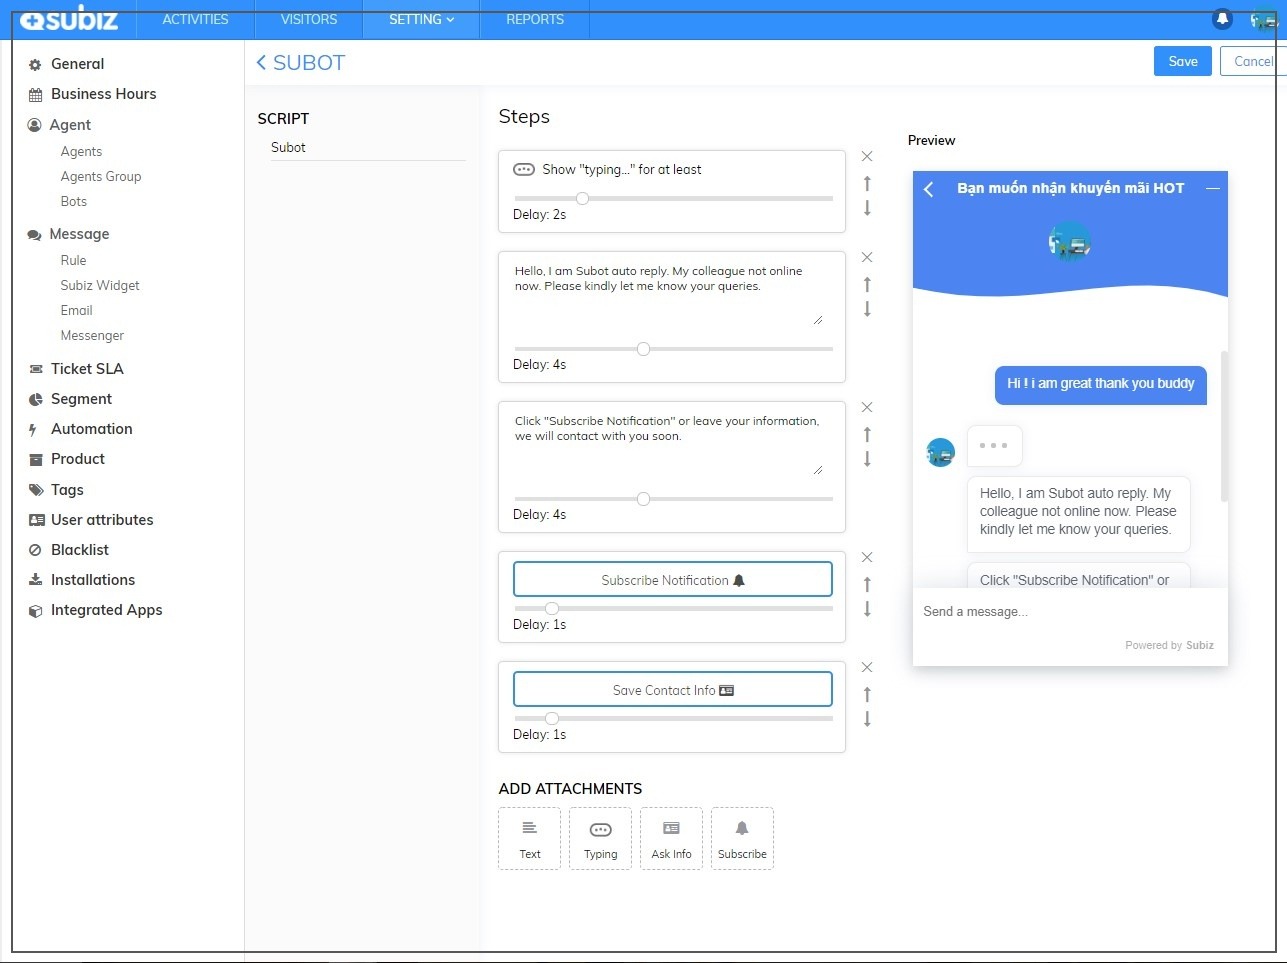 subiz
ACTIVITIES
VISITORS
SETTING
REPORTS
General
Business Hours
Agent
Agents
Agents Group
Bots
Message
Rule
Subiz Widget
Email
Messenger
Ticket SLA
Segment
Automation
Product
Tags
User attributes
Blacklist
Installations
Integrated Apps
SUBOT
Save
Cancel
SCRIPT
Subot
Steps
Show "typing..." for at least
Delay: 2s
Hello, I am Subot auto reply. My colleague not online
now. Please kindly let me know your queries.
Delay: 4s
Click "Subscribe Notification" or leave your information,
we will contact with you soon.
Delay: 4s
Subscribe Notification
Delay: 1s
Save Contact Info
Delay: 1s
ADD ATTACHMENTS
Text
Typing
Ask Info
Subscribe
Preview
Bạn muốn nhận khuyến mãi HOT
Hi ! i am great thank you buddy
Hello, I am Subot auto reply. My
colleague not online now. Please
kindly let me know your queries.
Click "Subscribe Notification" or
Send a message...
Powered by Subiz